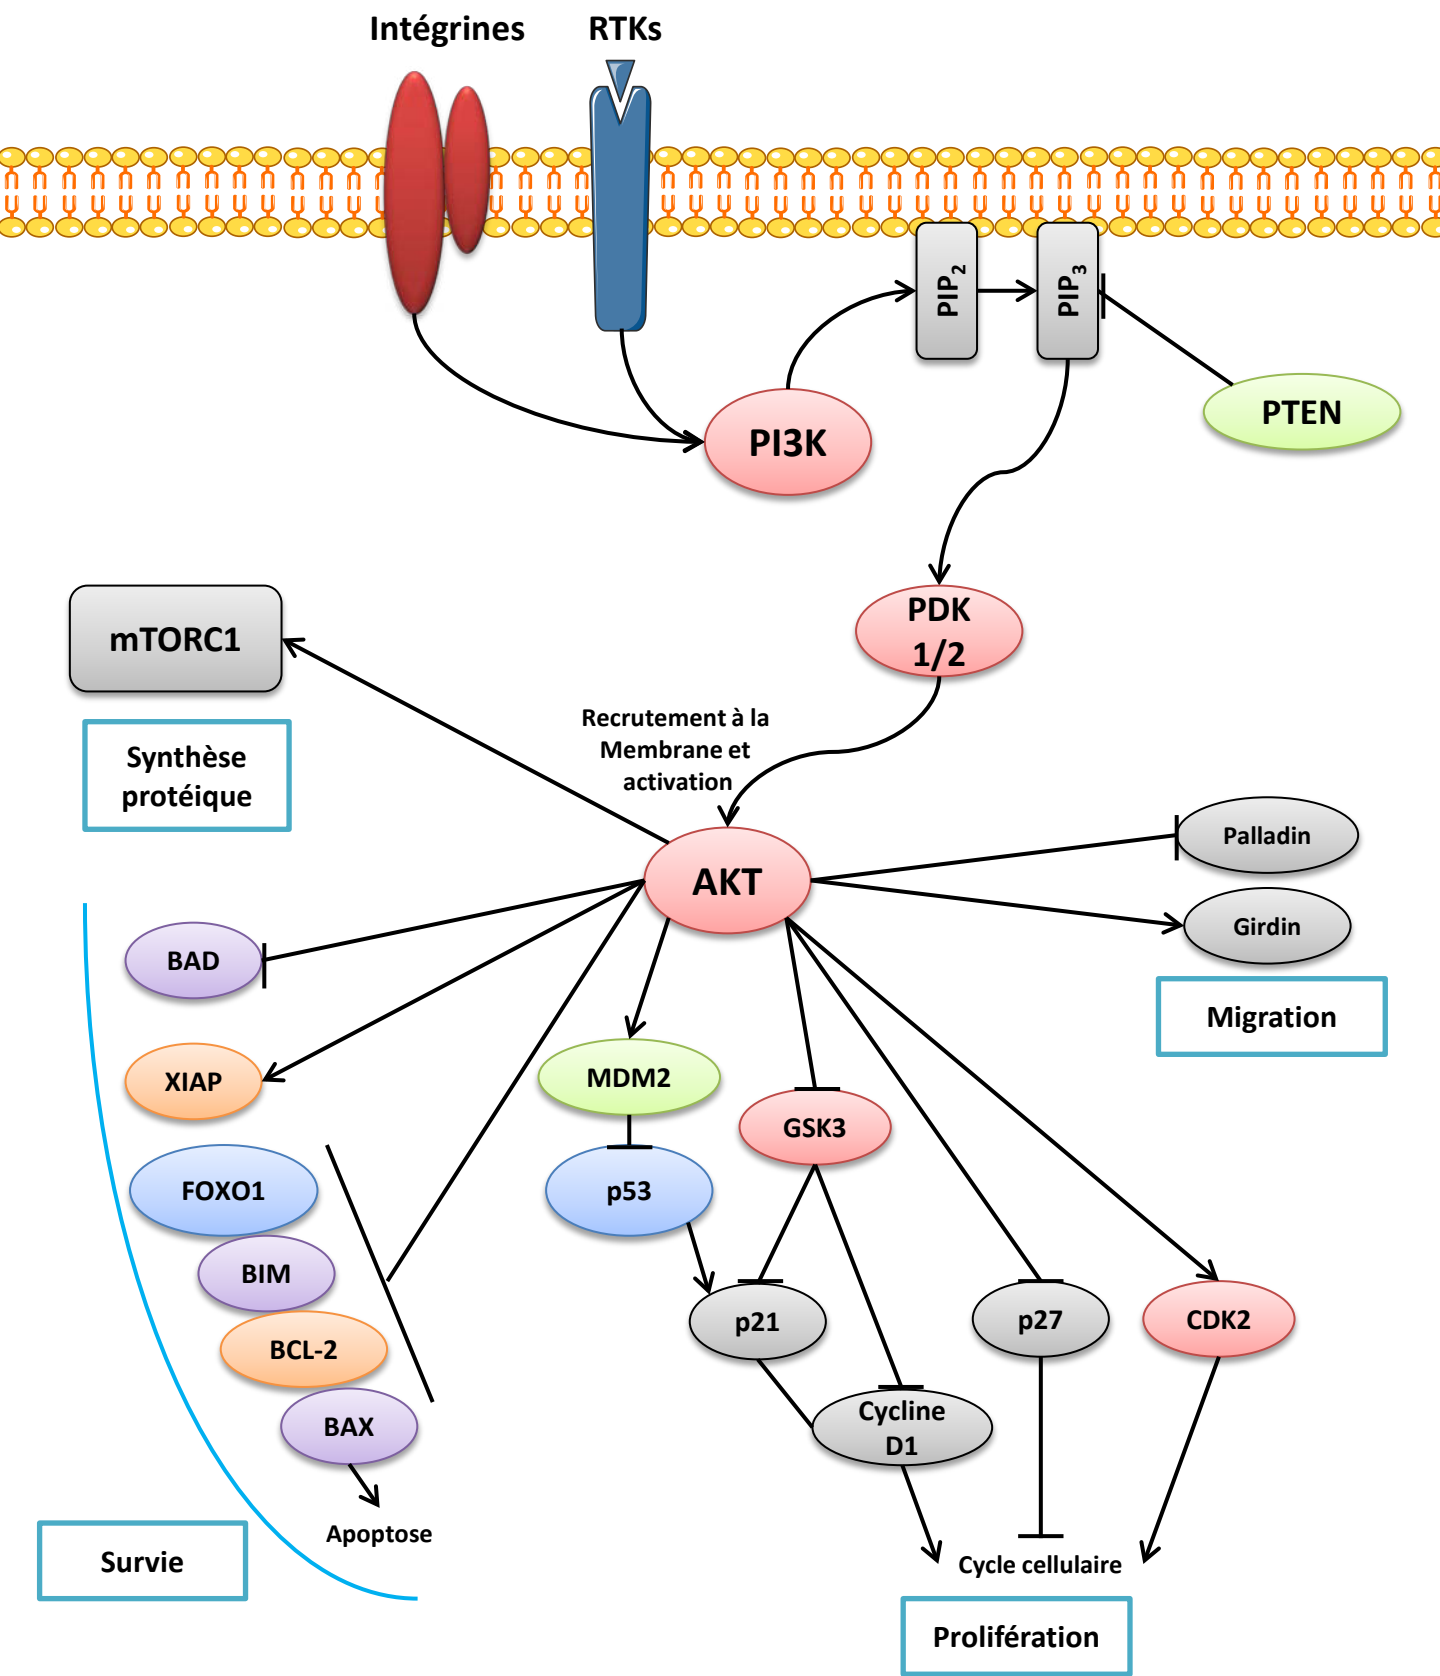 Intégrines
RTKs
PIP2
PIP3
PTEN
PI3K
PDK
1/2
mTORC1
Synthèse
protéique
Recrutement à la
Membrane et
activation
AKT
Palladin
Girdin
Migration
BAD
XIAP
MDM2
GSK3
FOXO1
p53
BIM
BCL-2
p21
p27
CDK2
BAX
Cycline
D1
Apoptose
Survie
Cycle cellulaire
Prolifération